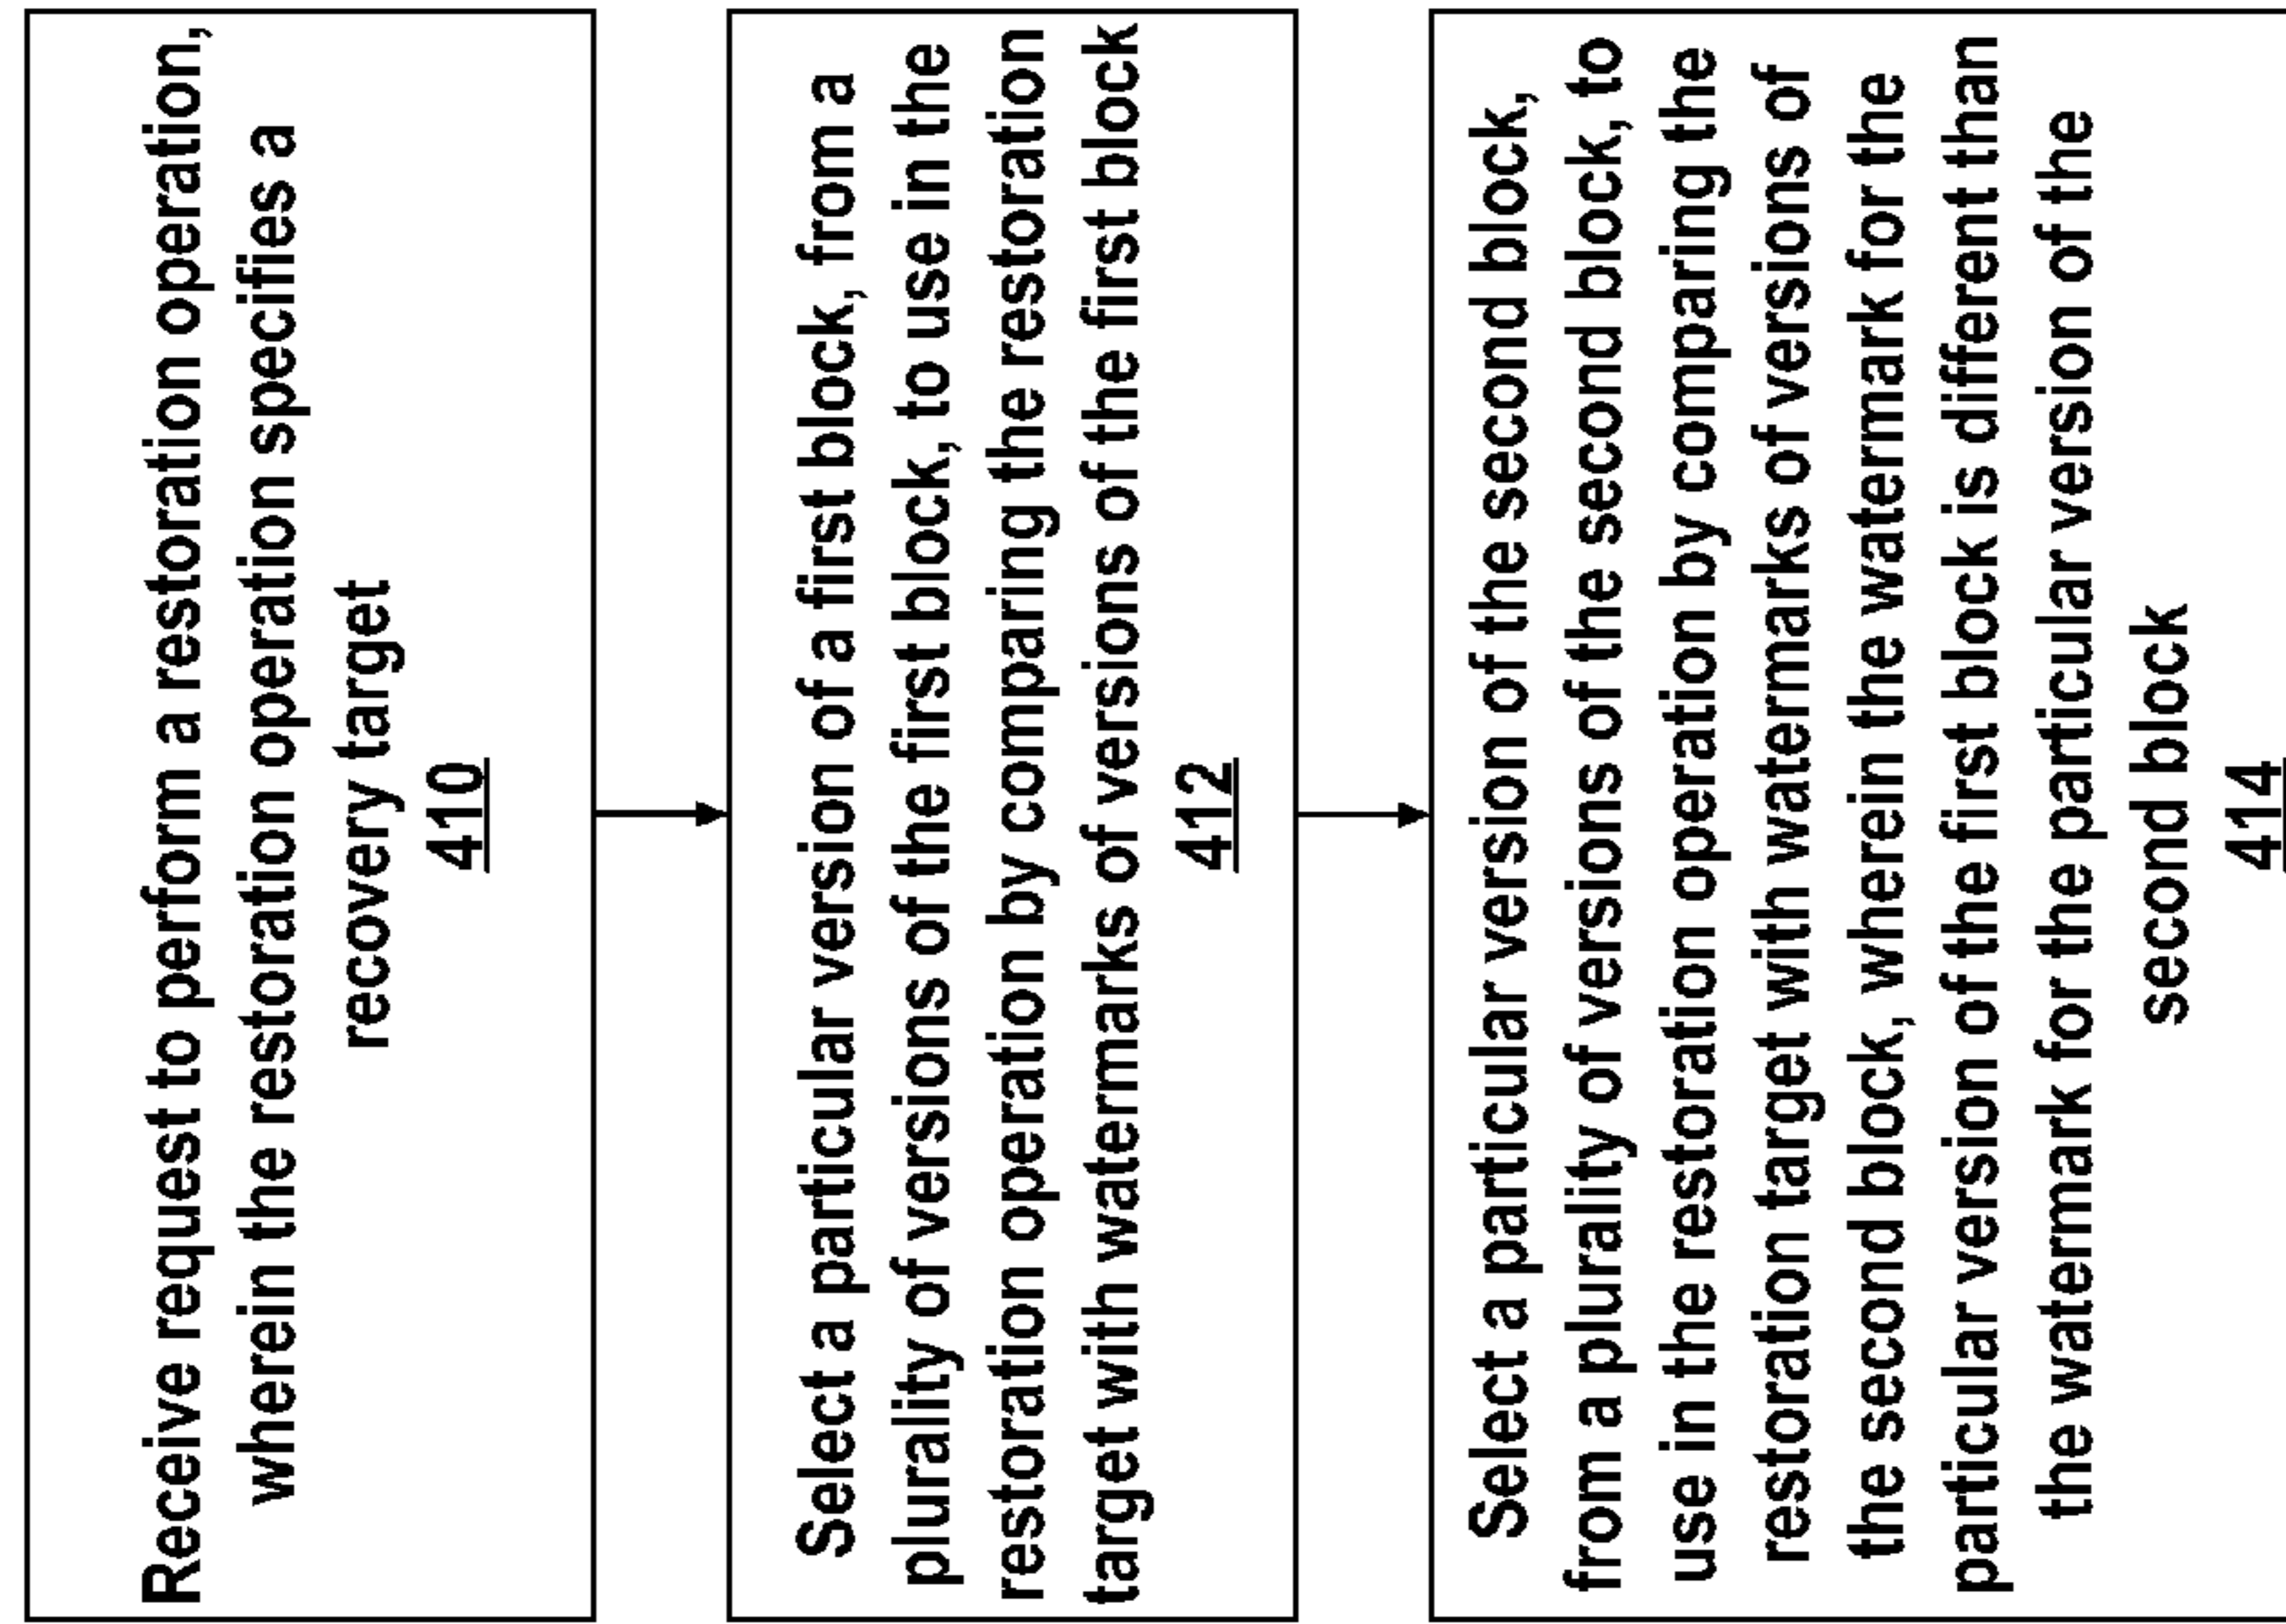 Receive request to perform a restoration operation,
wherein the restoration operation specifies a
recovery target
410
Select a particular version of a first block, from a
plurality of versions of the first block, to use in the
restoration operation by comparing the restoration
target with watermarks of versions of the first block
412
Select a particular version of the second block,
from a plurality of versions of the second block, to
use in the restoration operation by comparing the
restoration target with watermarks of versions of
the second block, wherein the watermark for the
particular version of the first block is different than
the watermark for the particular version of the
second block
414